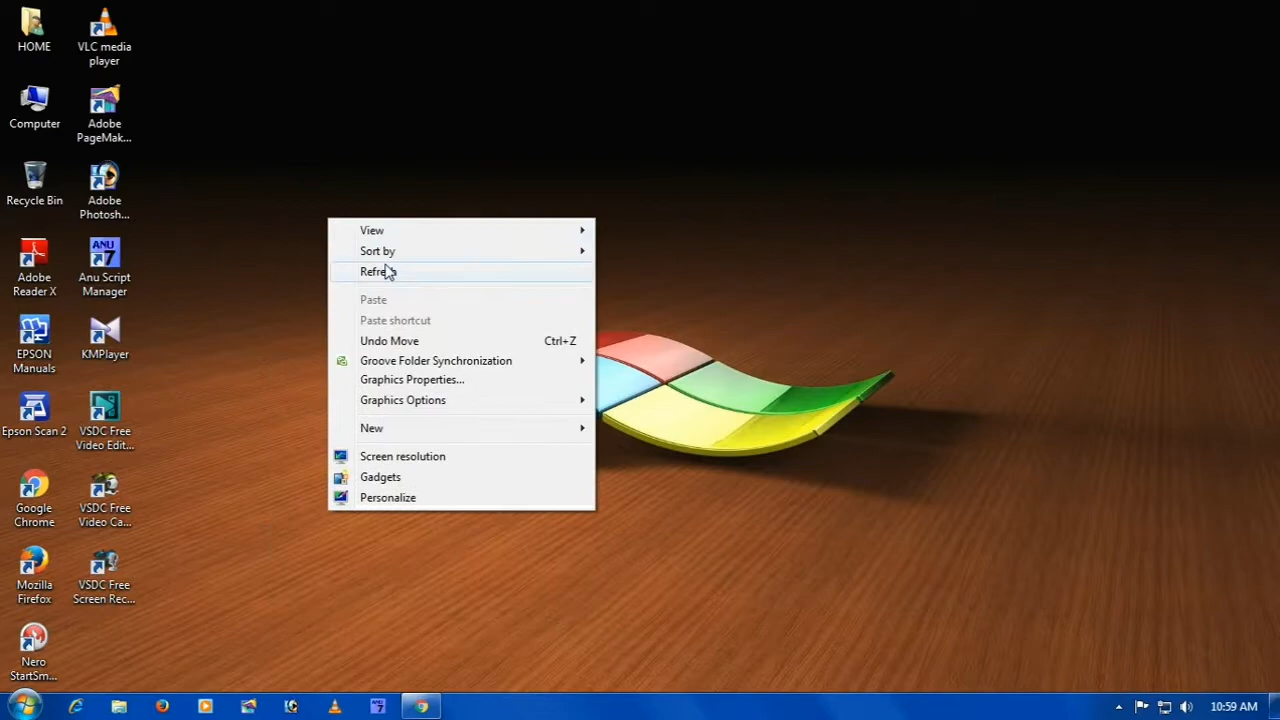 HOME
VLC media
player
Computer
Adobe
PageMak...
Recycle Bin
Adobe
Photosh...
Adobe
Reader X
ANU
7
Anu Script
Manager
EPSON
Manuals
KMPlayer
Epson Scan 2
VSDC Free
Video Edit...
Google
Chrome
VSDC Free
Video Ca...
Mozilla
Firefox
VSDC Free
Screen Rec...
Nero
StartSm...
View
Sort by
Refresh
Paste
Paste shortcut
Undo Move Ctrl+Z
Groove Folder Synchronization
Graphics Properties...
Graphics Options
New
Screen resolution
Gadgets
Personalize
7
10:59 AM